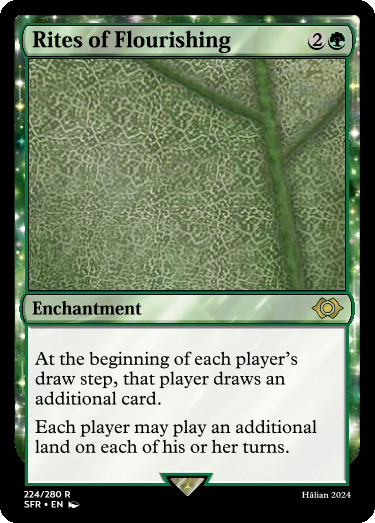 Rites of Flourishing 2
Enchantment
At the beginning of each player's
draw step, that player draws an
additional card.
Each player may play an additional
land on each of his or her turns.
224/280 R
SFR • EN
Hālian 2024